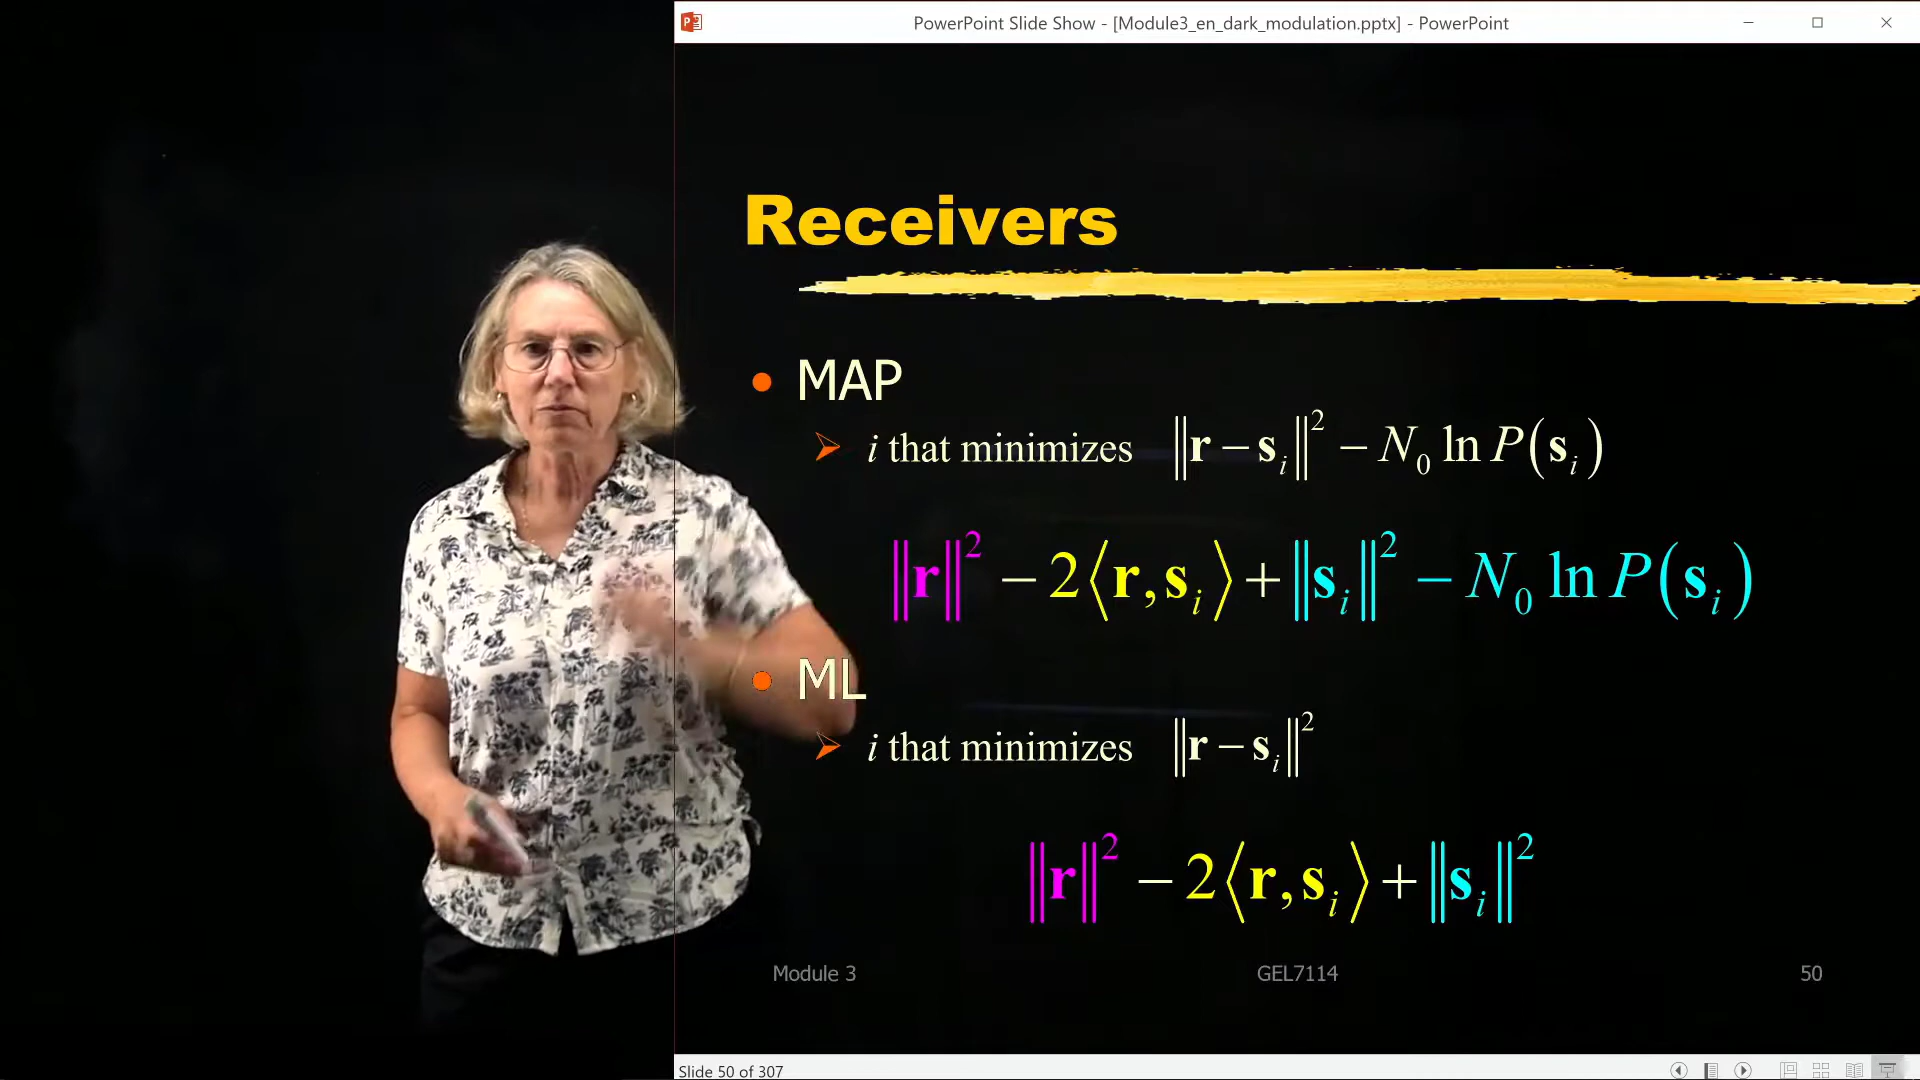 PowerPoint Slide Show - [Module3_en_dark_modulation.pptx] - PowerPoint
Receivers
• MAP
➢ i that minimizes ‖r − sᵢ‖² − N₀ ln P(sᵢ)
‖r‖² − 2⟨r, sᵢ⟩ + ‖sᵢ‖² − N₀ ln P(sᵢ)
• ML
➢ i that minimizes ‖r − sᵢ‖²
‖r‖² − 2⟨r, sᵢ⟩ + ‖sᵢ‖²
Module 3 GEL7114 50
Slide 50 of 307